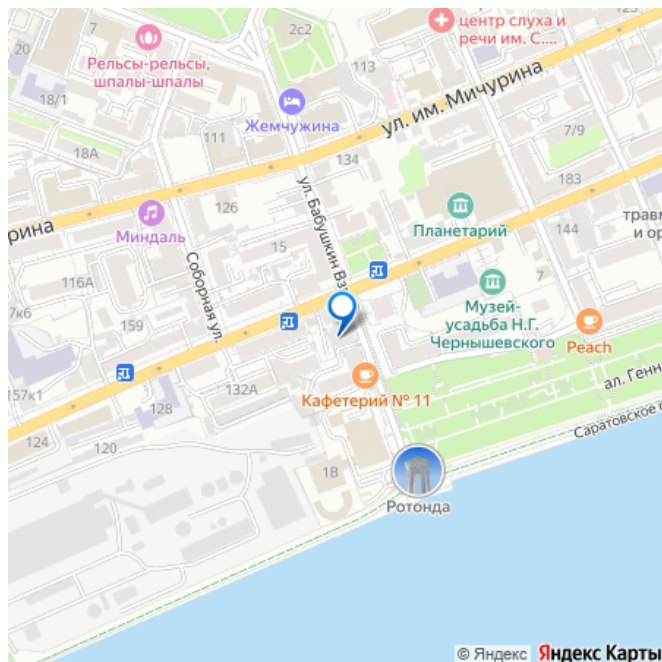 20
2с2
центр слуха и
речи им. С....
Рельсы-рельсы,
шпалы-шпалы
113
18/1
Жемчужина
ул. им. Мичурина
111
7/9
18А
134
183
7
126
Планетарий
трав
и ор
Миндаль
рина
ул. Бабушкин Вз
144
15
Соборная ул.
116А
7
Музей-
усадьба Н.Г.
Чернышевского
7к6
159
Peach
157к1
132А
Кафетерий № 11
ал. Генн
128
124
120
Саратовское
1В
Ротонда
© Яндекс Яндекс Карты